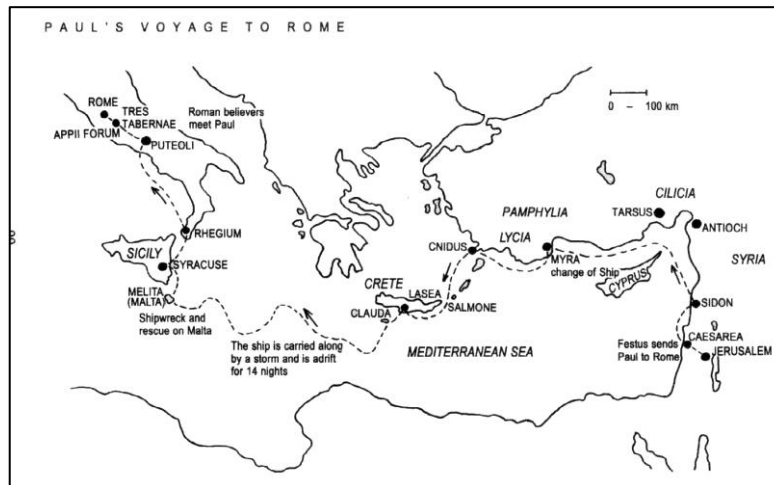 PAUL'S VOYAGE TO ROME
0 – 100 km
ROME
TRES
TABERNAE
APPII FORUM
PUTEOLI
Roman believers
meet Paul
RHEGIUM
SICILY
SYRACUSE
MELITA
(MALTA)
Shipwreck and
rescue on Malta
The ship is carried along
by a storm and is adrift
for 14 nights
CRETE
LASEA
CLAUDA
SALMONE
CNIDUS
PAMPHYLIA
LYCIA
MYRA
change of Ship
TARSUS
CILICIA
ANTIOCH
SYRIA
CYPRUS
SIDON
MEDITERRANEAN SEA
Festus sends
Paul to Rome
CAESAREA
JERUSALEM